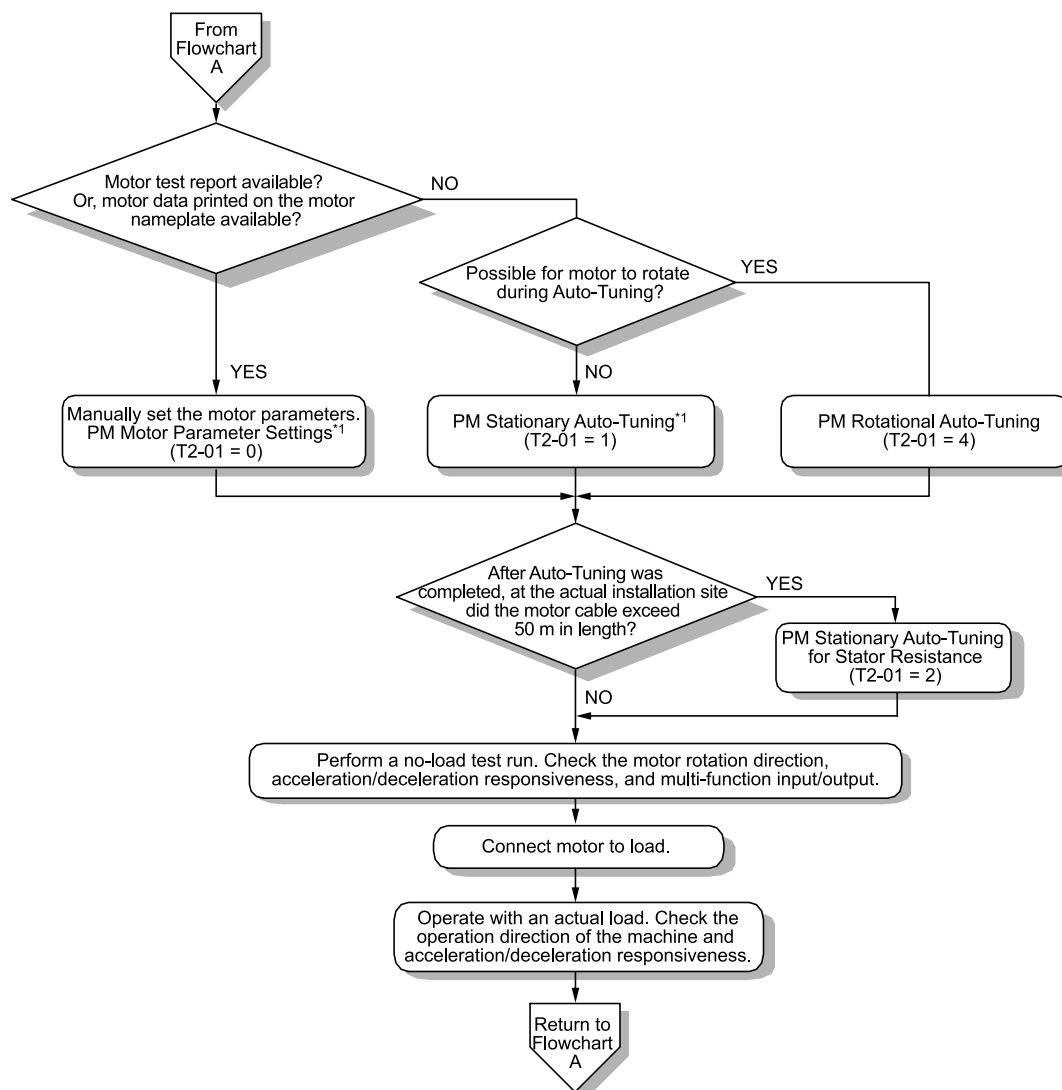 From
Flowchart
A
Motor test report available?
Or, motor data printed on the motor
nameplate available?
NO
Possible for motor to rotate
during Auto-Tuning?
YES
YES
NO
Manually set the motor parameters.
PM Motor Parameter Settings*1
(T2-01 = 0)
PM Stationary Auto-Tuning*1
(T2-01 = 1)
PM Rotational Auto-Tuning
(T2-01 = 4)
After Auto-Tuning was
completed, at the actual installation site
did the motor cable exceed
50 m in length?
YES
PM Stationary Auto-Tuning
for Stator Resistance
(T2-01 = 2)
NO
Perform a no-load test run. Check the motor rotation direction,
acceleration/deceleration responsiveness, and multi-function input/output.
Connect motor to load.
Operate with an actual load. Check the
operation direction of the machine and
acceleration/deceleration responsiveness.
Return to
Flowchart
A